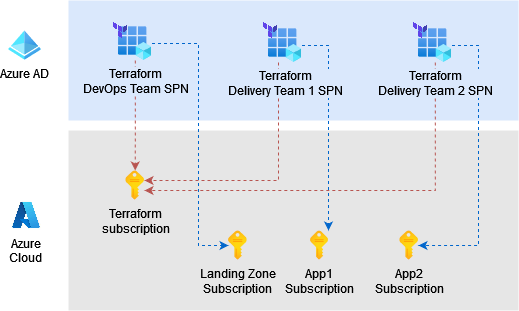 Azure AD
Terraform
DevOps Team SPN
Terraform
Delivery Team 1 SPN
Terraform
Delivery Team 2 SPN
Terraform
subscription
Azure
Cloud
Landing Zone
Subscription
App1
Subscription
App2
Subscription